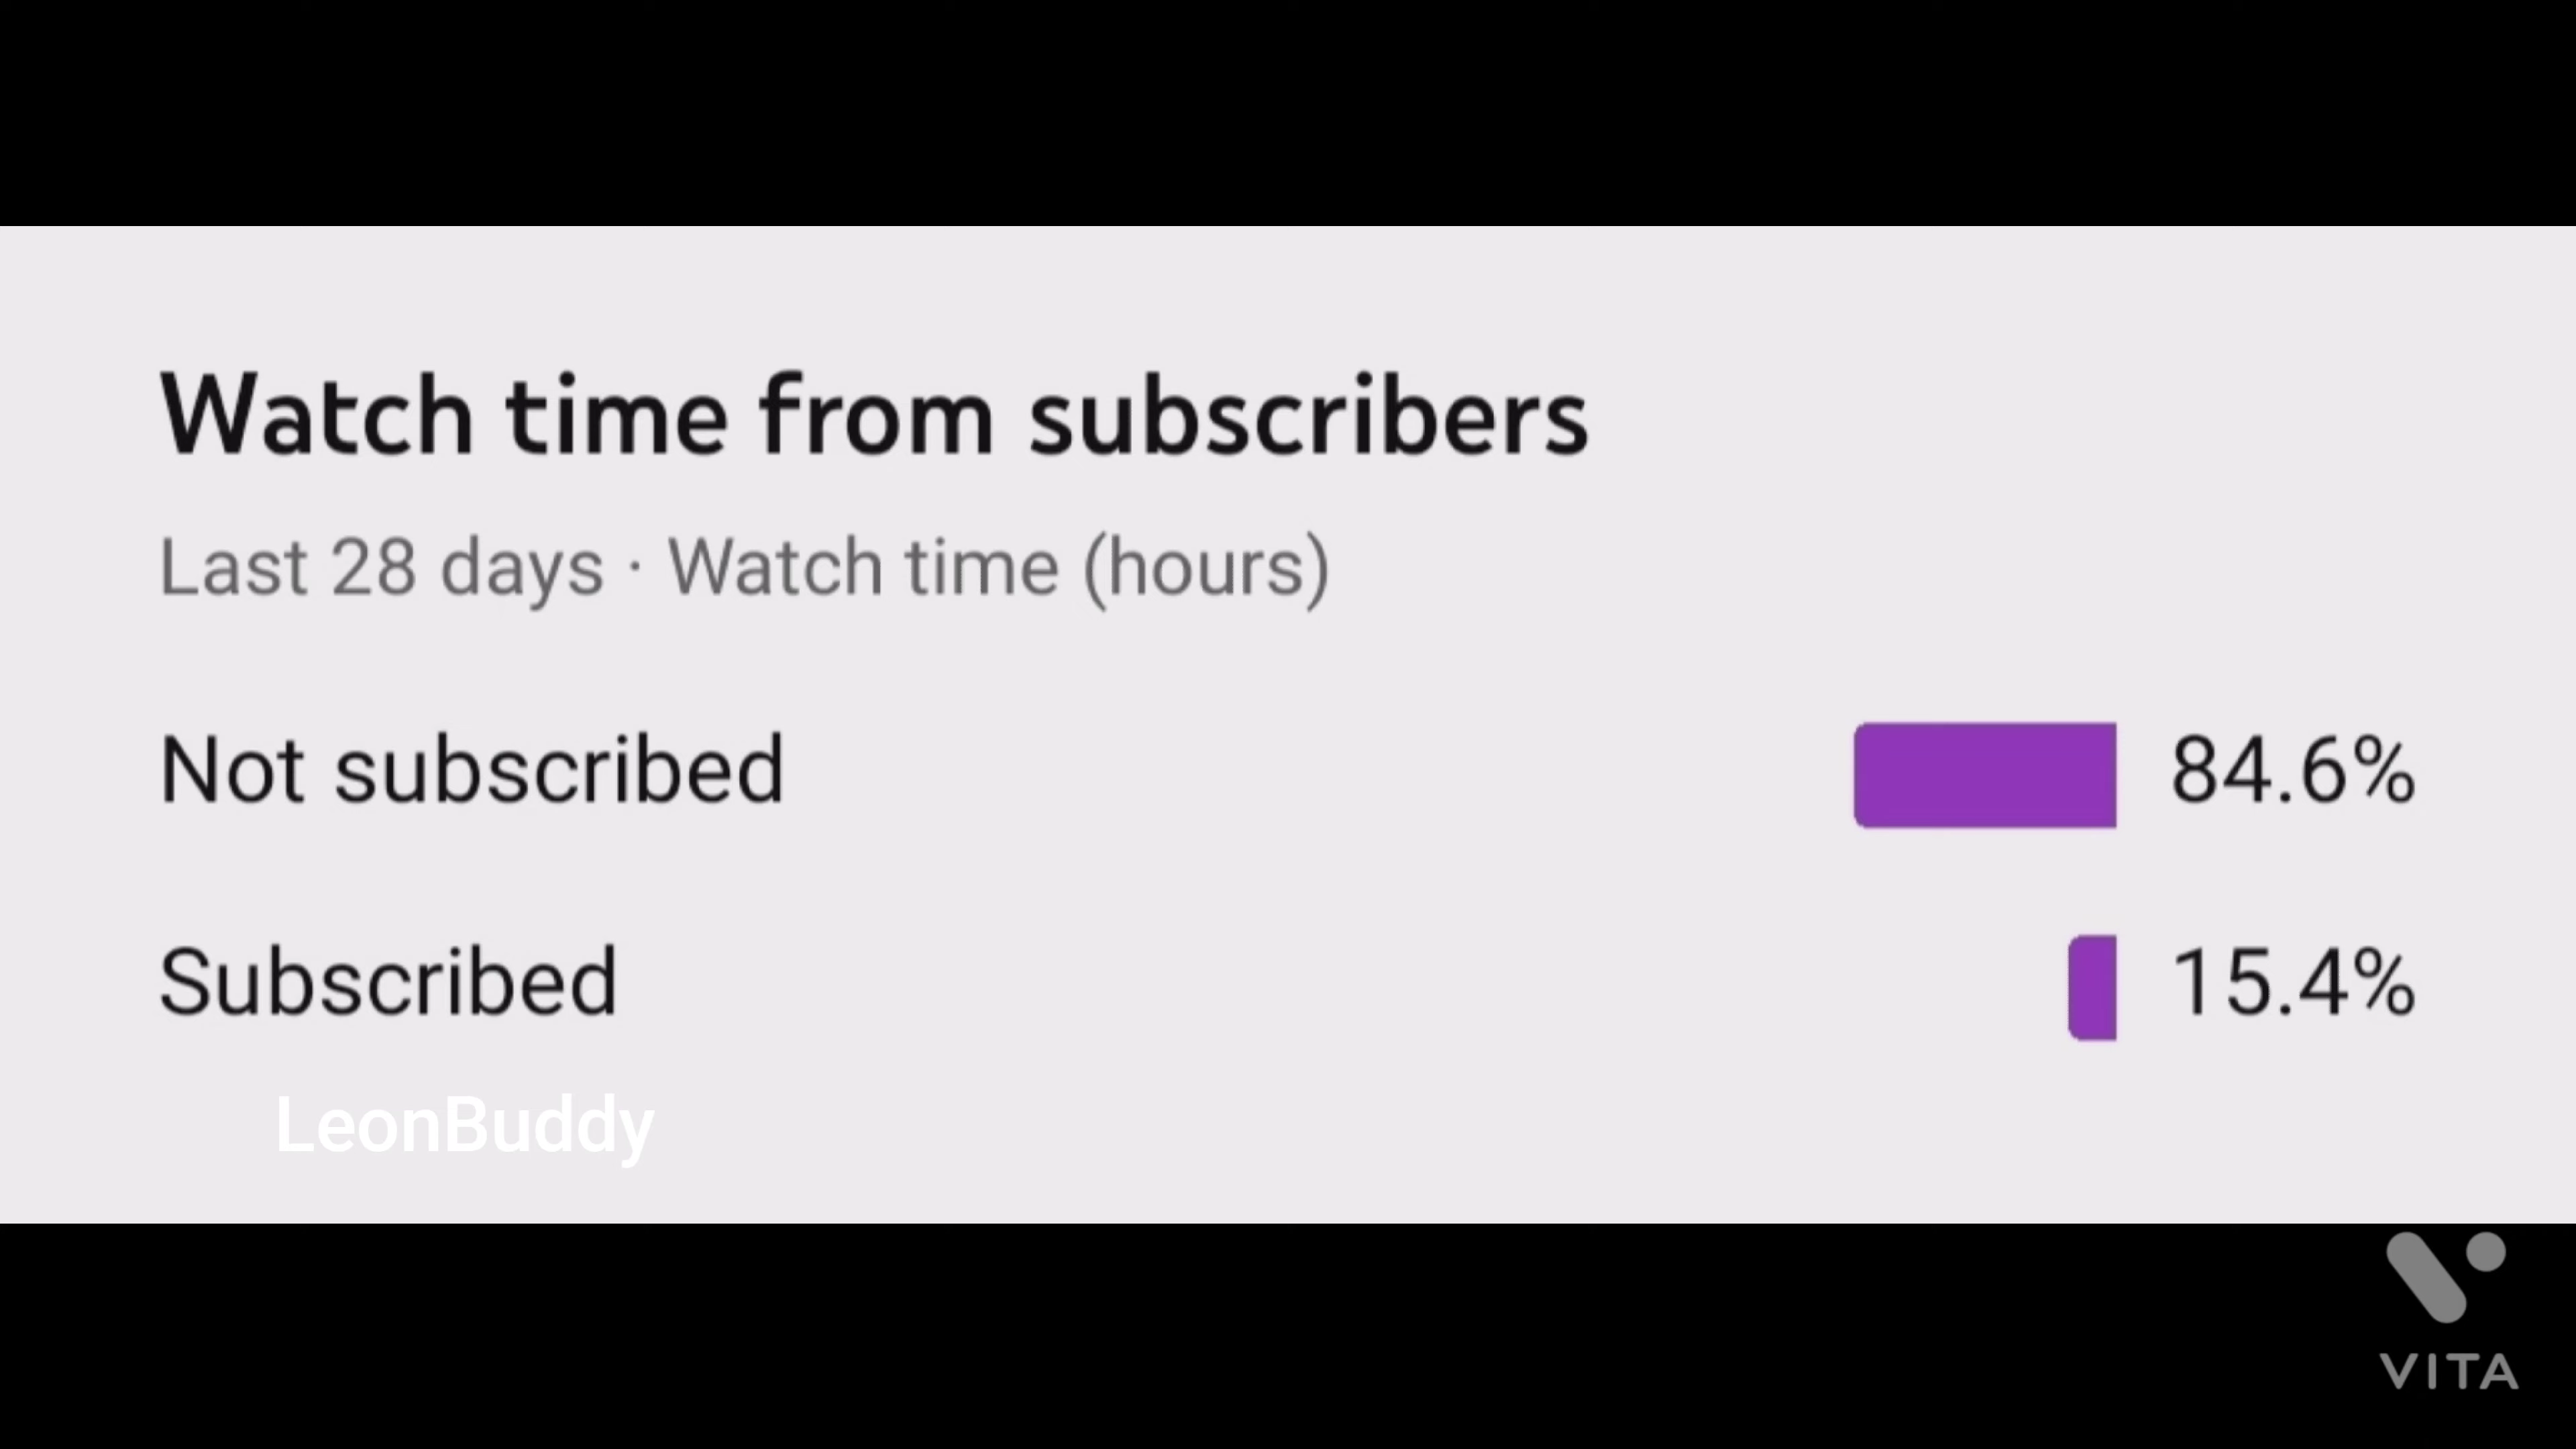 Watch time from subscribers
Last 28 days · Watch time (hours)
Not subscribed 84.6%
Subscribed 15.4%
LeonBuddy
VITA